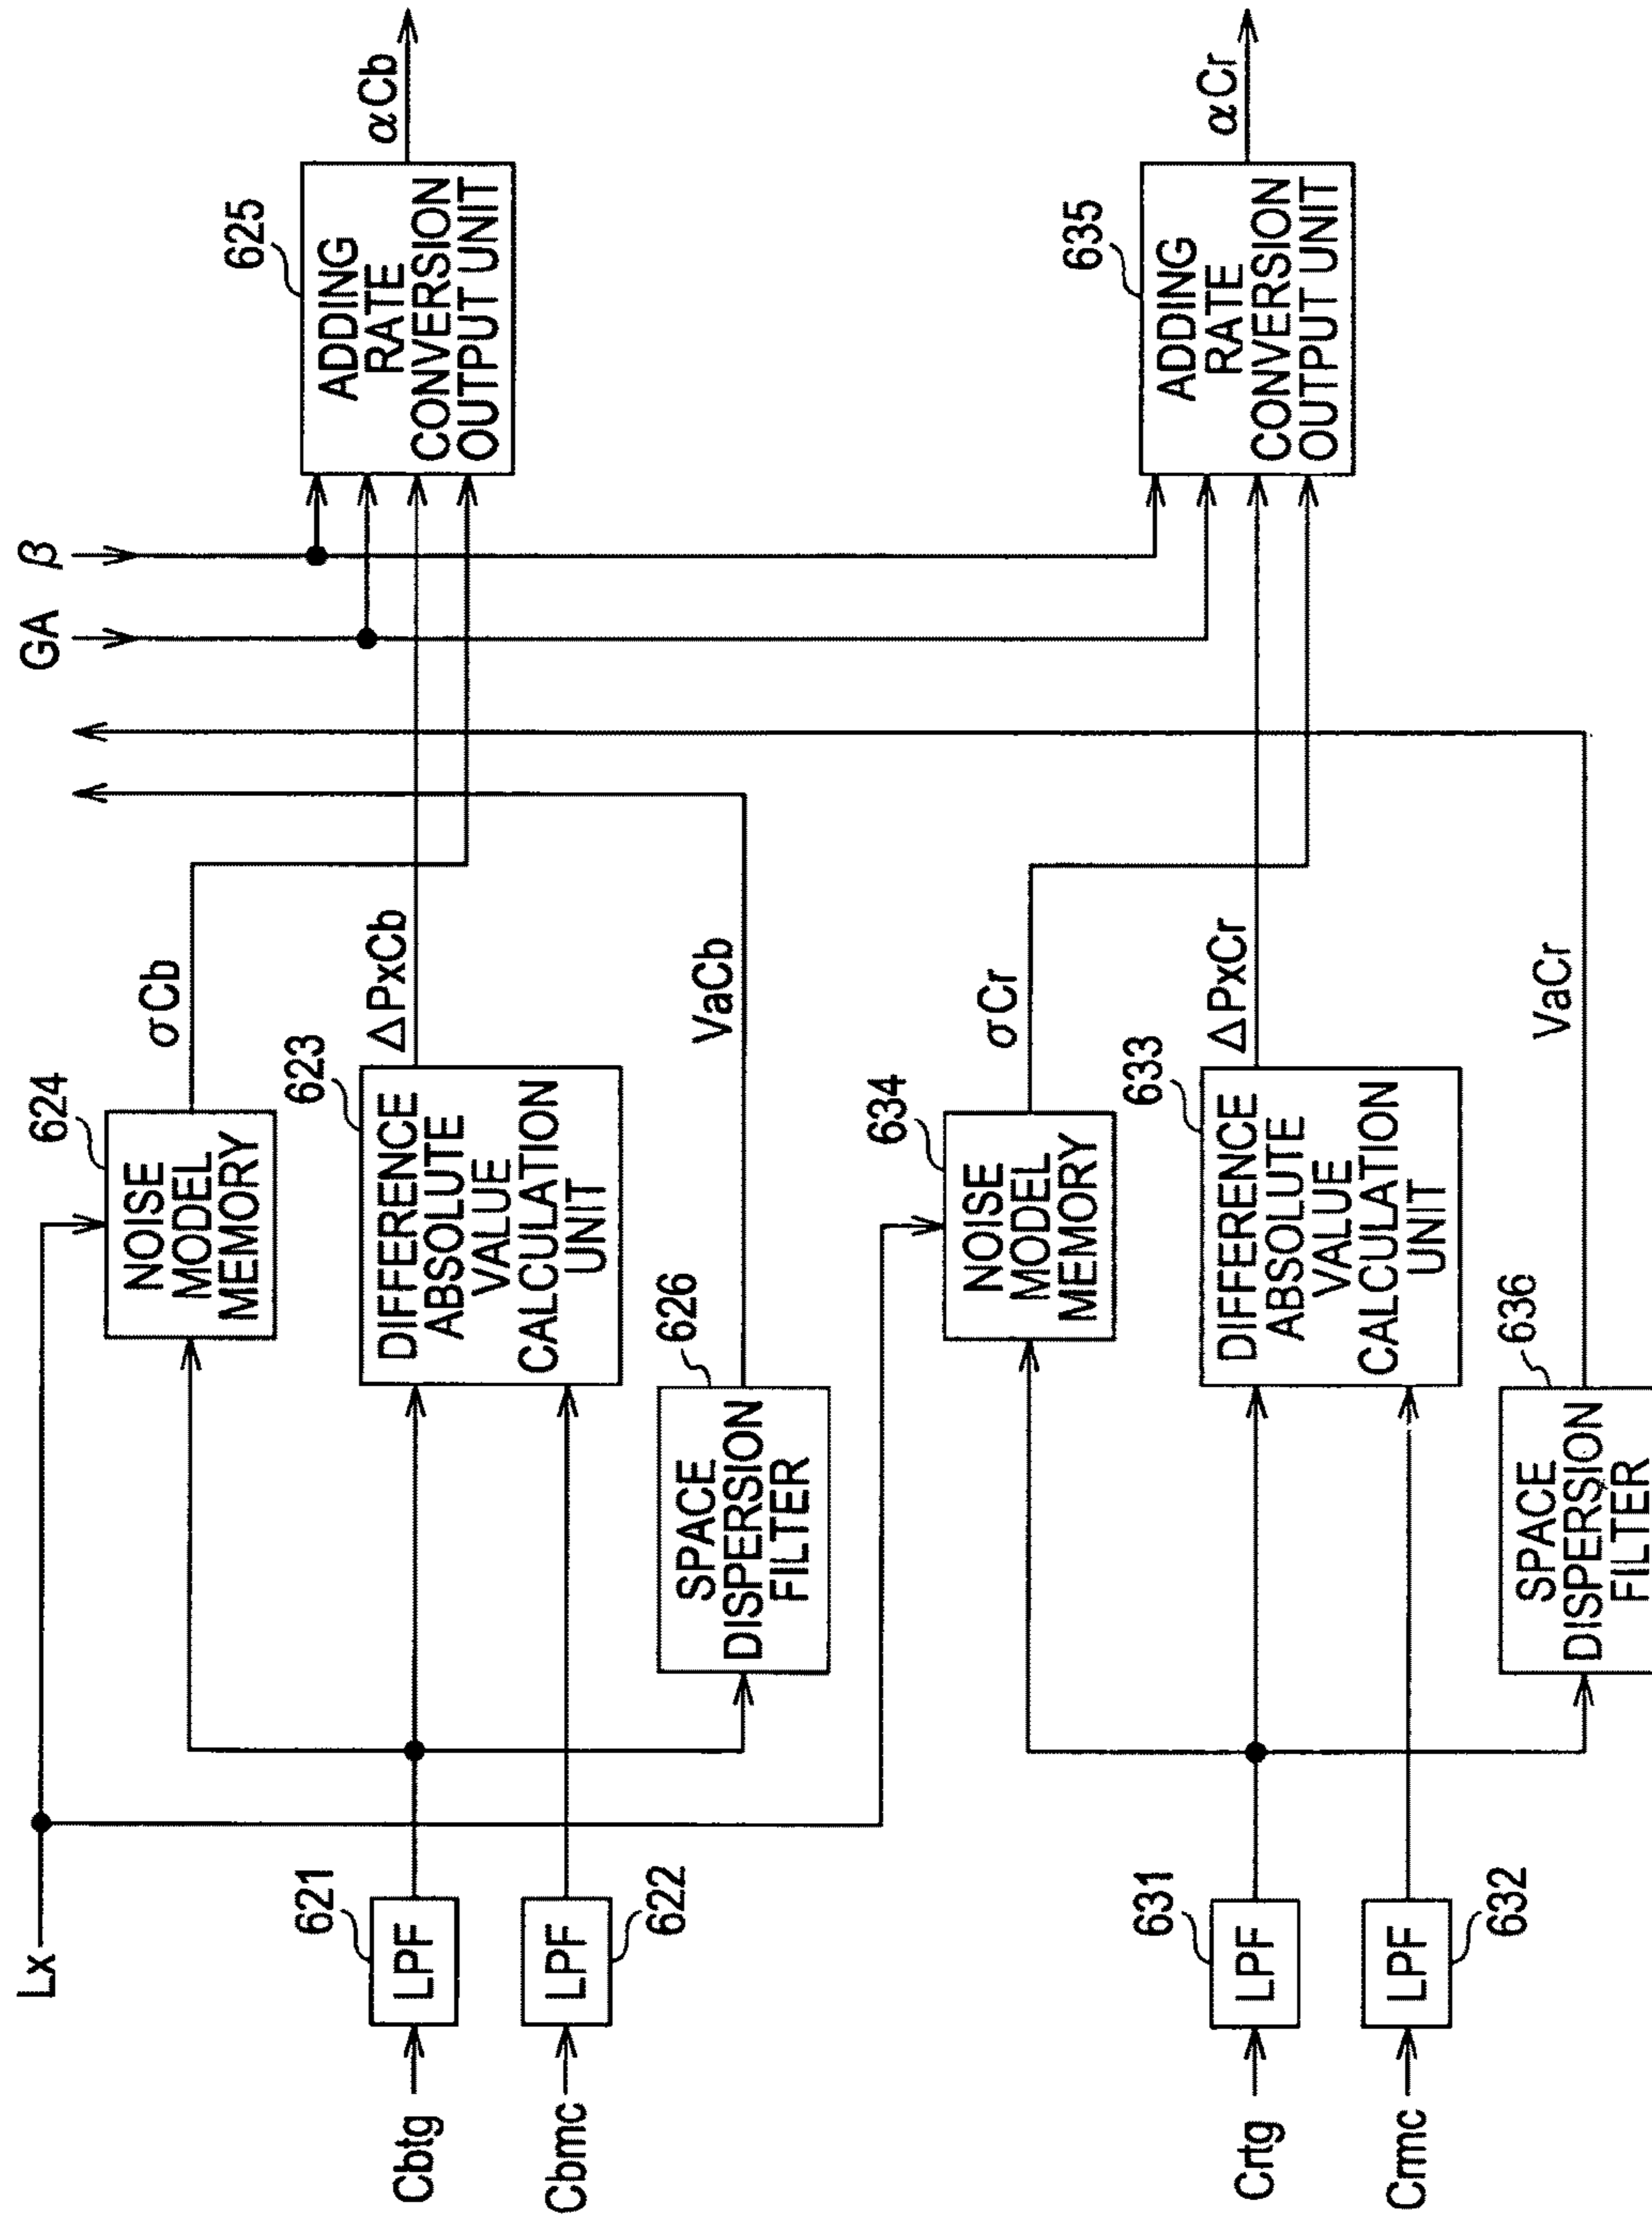 Lx
GA
β
624
NOISE
MODEL
MEMORY
σCb
621
LPF
Cbtg
623
DIFFERENCE
ABSOLUTE
VALUE
CALCULATION
UNIT
△PxCb
625
ADDING
RATE
CONVERSION
OUTPUT UNIT
αCb
Cbmc
LPF
622
626
SPACE
DISPERSION
FILTER
VaCb
634
NOISE
MODEL
MEMORY
σCr
631
LPF
Crtg
633
DIFFERENCE
ABSOLUTE
VALUE
CALCULATION
UNIT
△PxCr
635
ADDING
RATE
CONVERSION
OUTPUT UNIT
αCr
Crmc
LPF
632
636
SPACE
DISPERSION
FILTER
VaCr